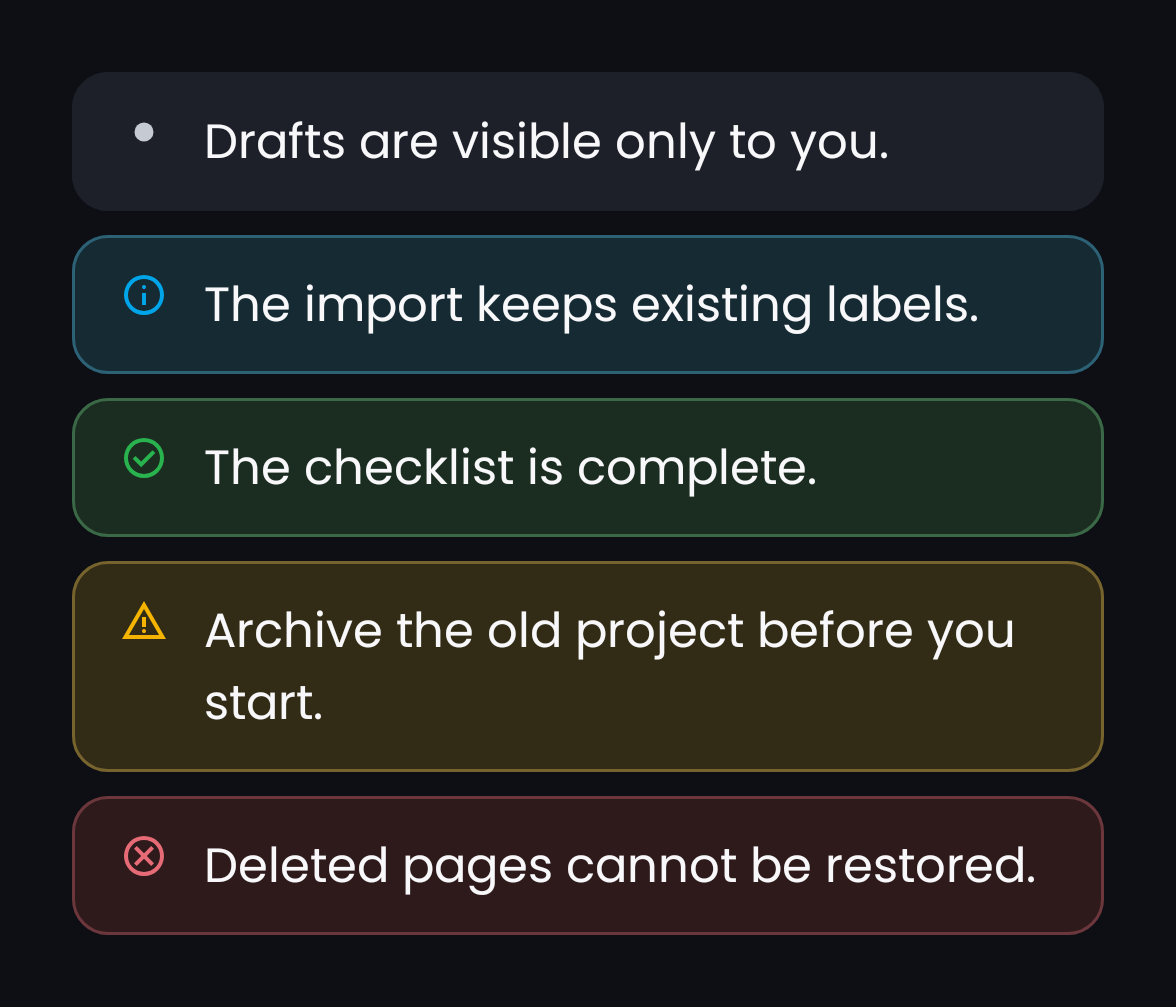 Drafts are visible only to you.
The import keeps existing labels.
The checklist is complete.
Archive the old project before you
start.
Deleted pages cannot be restored.